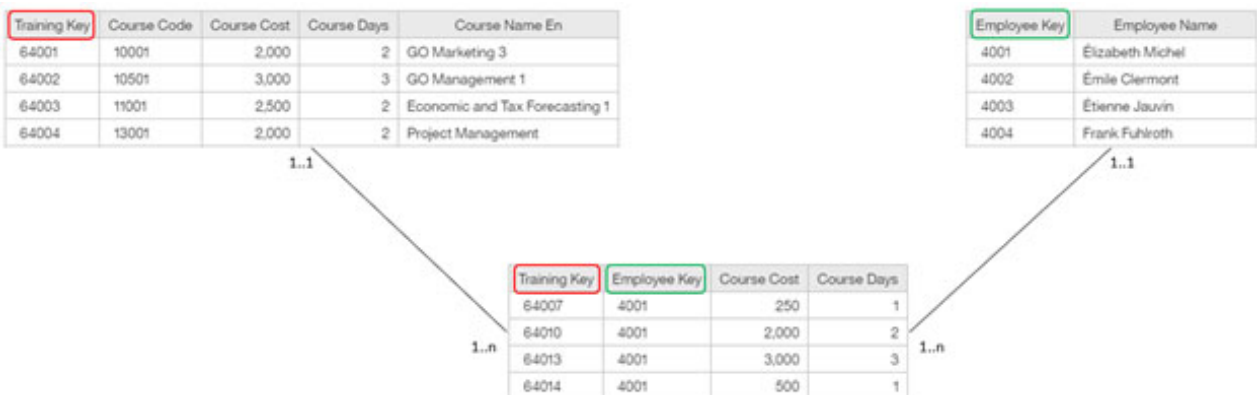 Training Key Course Code Course Cost Course Days Course Name En
64001 10001 2,000 2 GO Marketing 3
64002 10501 3,000 3 GO Management 1
64003 11001 2,500 2 Economic and Tax Forecasting 1
64004 13001 2,000 2 Project Management
Employee Key Employee Name
4001 Élizabeth Michel
4002 Émile Clermont
4003 Étienne Jauvin
4004 Frank Fuhlroth
1..1
1..1
Training Key Employee Key Course Cost Course Days
64007 4001 250 1
64010 4001 2,000 2
64013 4001 3,000 3
64014 4001 500 1
1..n
1..n